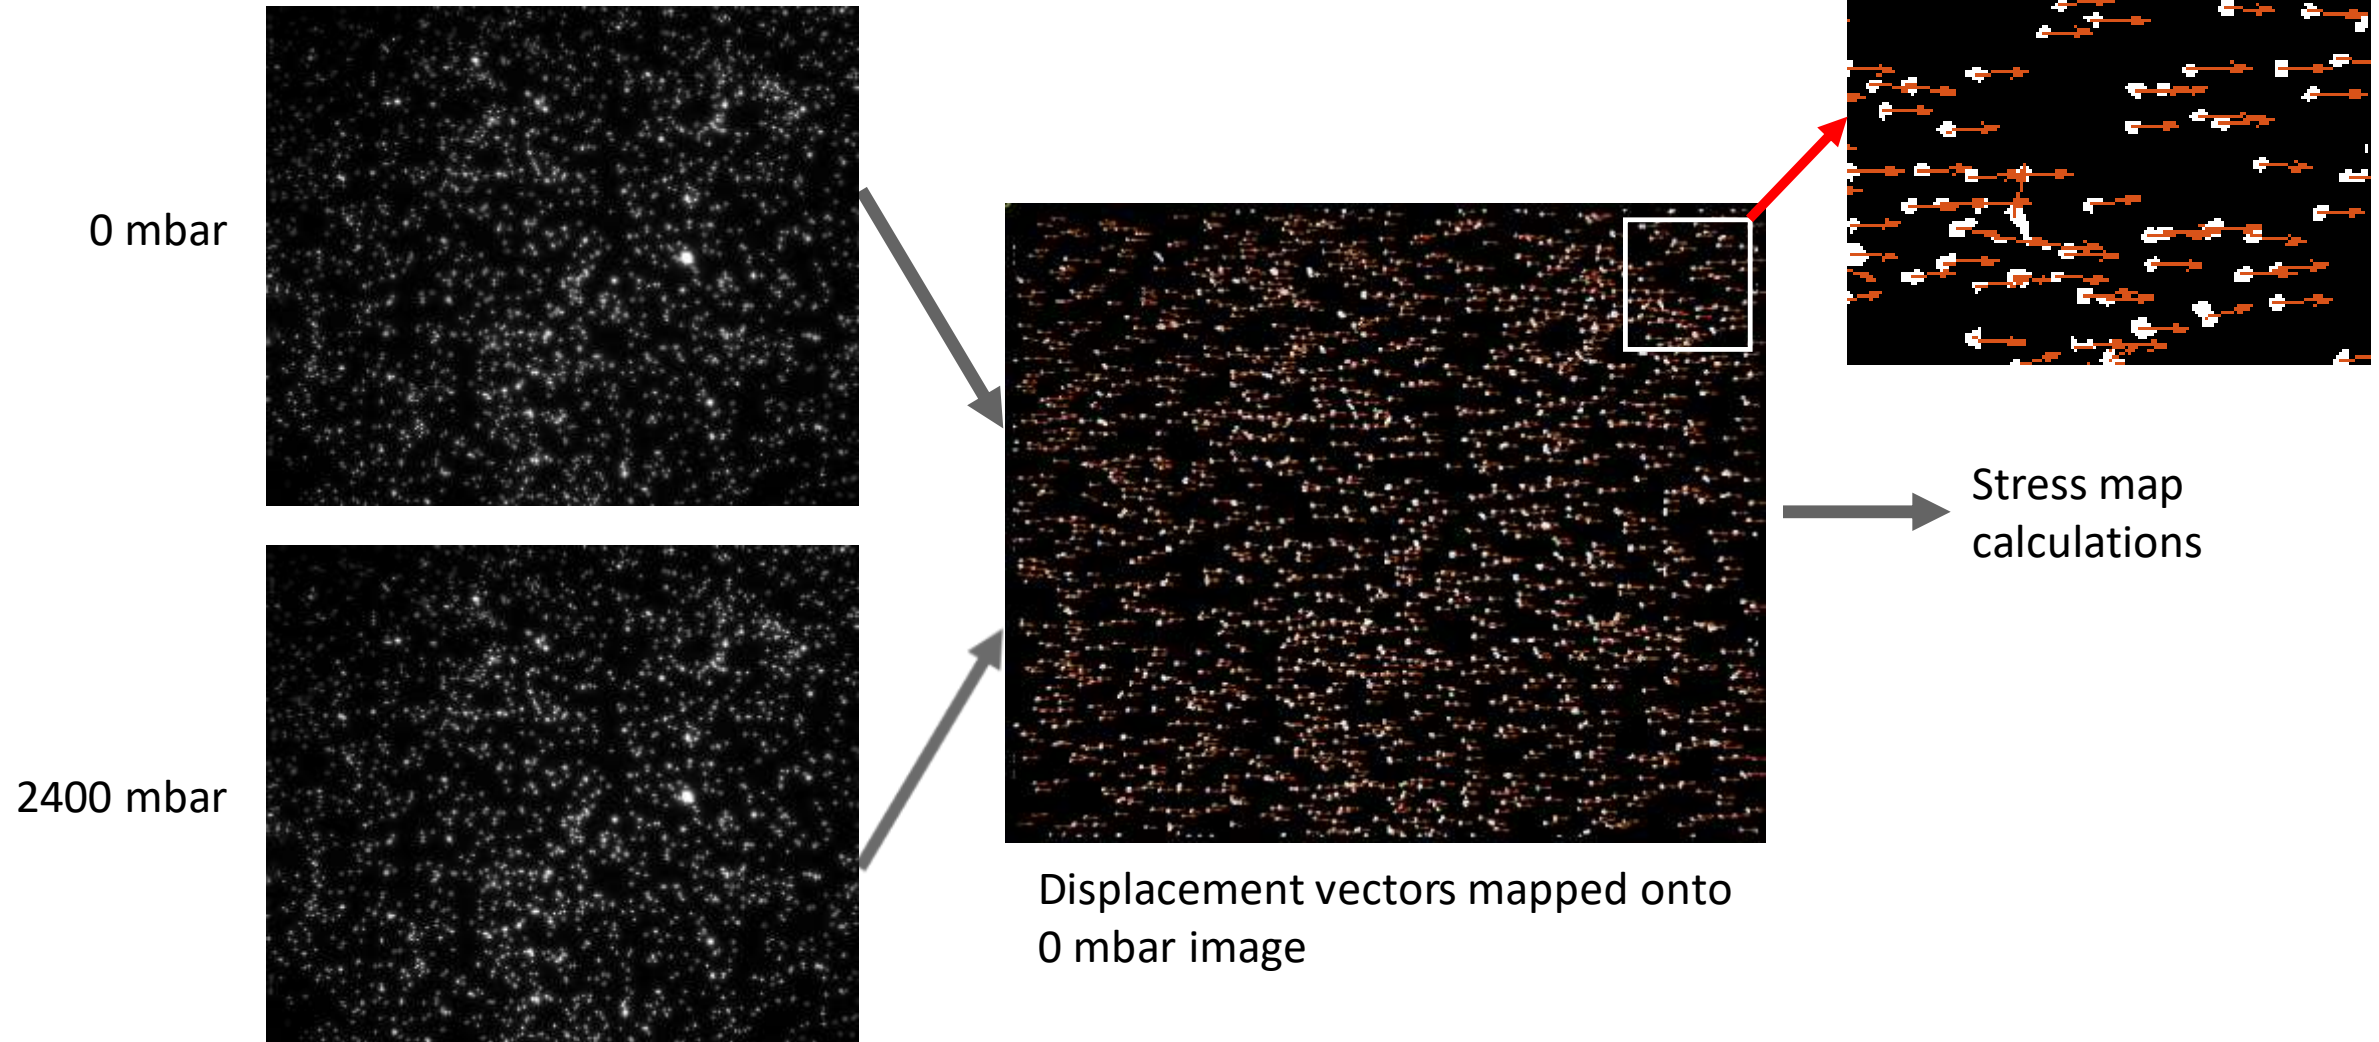 0 mbar
2400 mbar
Displacement vectors mapped onto
0 mbar image
Stress map
calculations